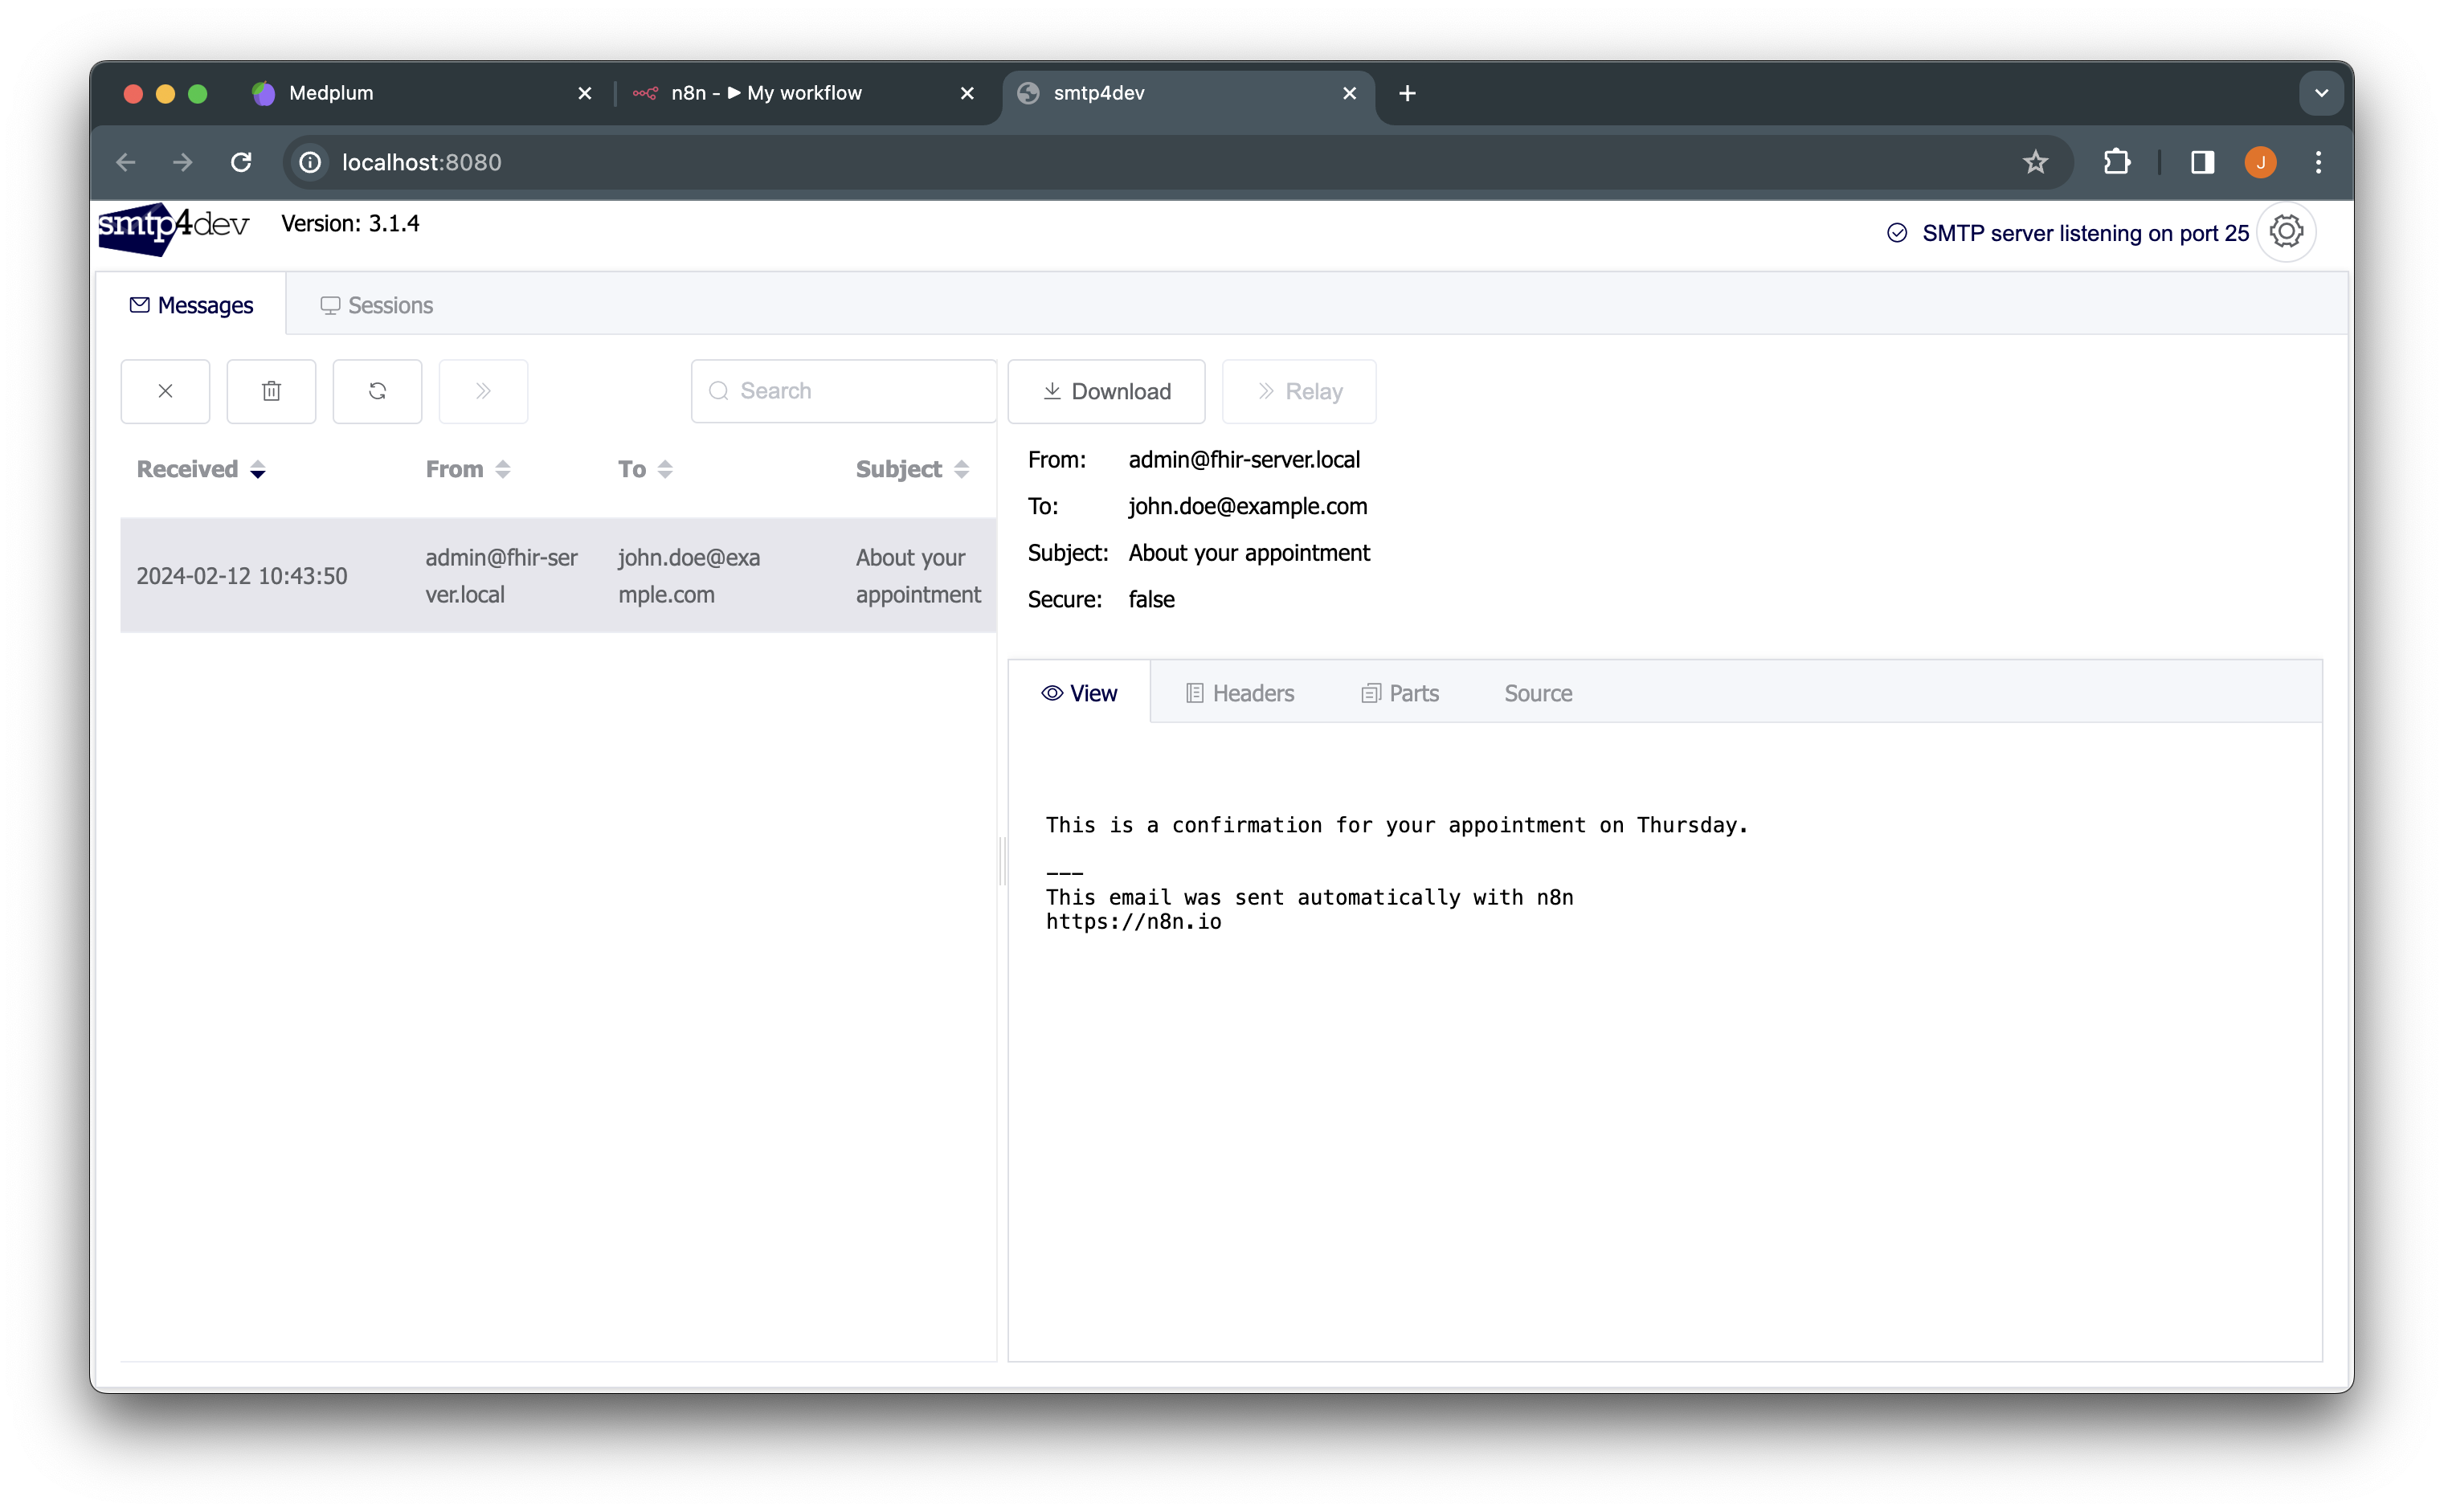 Medplum
n8n - ▶ My workflow
smtp4dev
localhost:8080
J
smtp4dev
Version: 3.1.4
SMTP server listening on port 25
Messages
Sessions
Search
Download
Relay
Received
From
To
Subject
2024-02-12 10:43:50
admin@fhir-ser
ver.local
john.doe@exa
mple.com
About your
appointment
From: admin@fhir-server.local
To: john.doe@example.com
Subject: About your appointment
Secure: false
View
Headers
Parts
Source
This is a confirmation for your appointment on Thursday.
---
This email was sent automatically with n8n
https://n8n.io